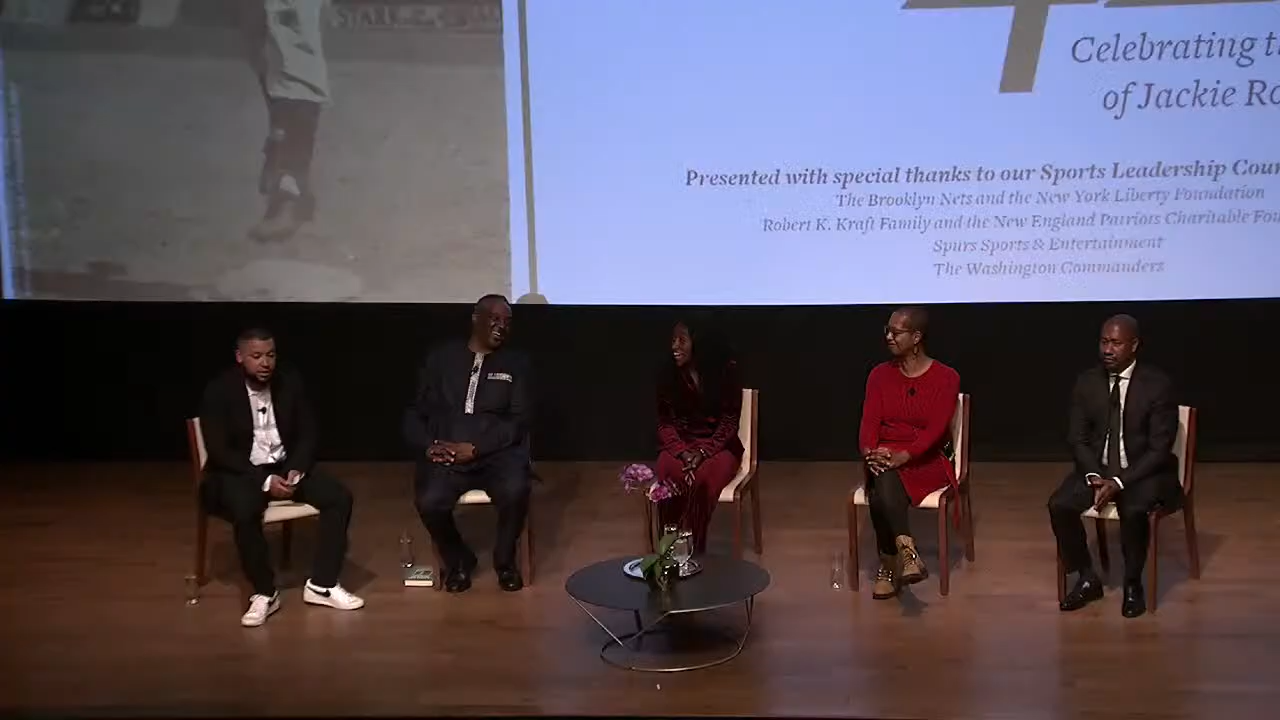 Celebrating t
of Jackie Ro
Presented with special thanks to our Sports Leadership Coun
The Brooklyn Nets and the New York Liberty Foundation
Robert K. Kraft Family and the New England Patriots Charitable Fou
Spurs Sports & Entertainment
The Washington Commanders